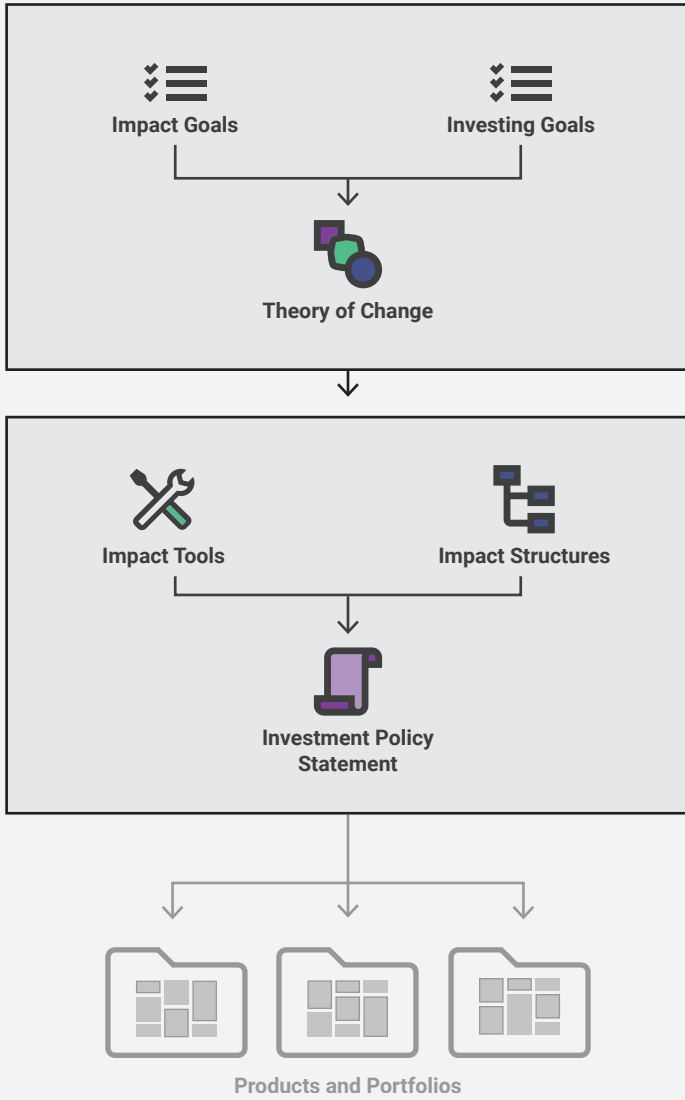 Impact Goals
Investing Goals
Theory of Change
Impact Tools
Impact Structures
Investment Policy
Statement
Products and Portfolios